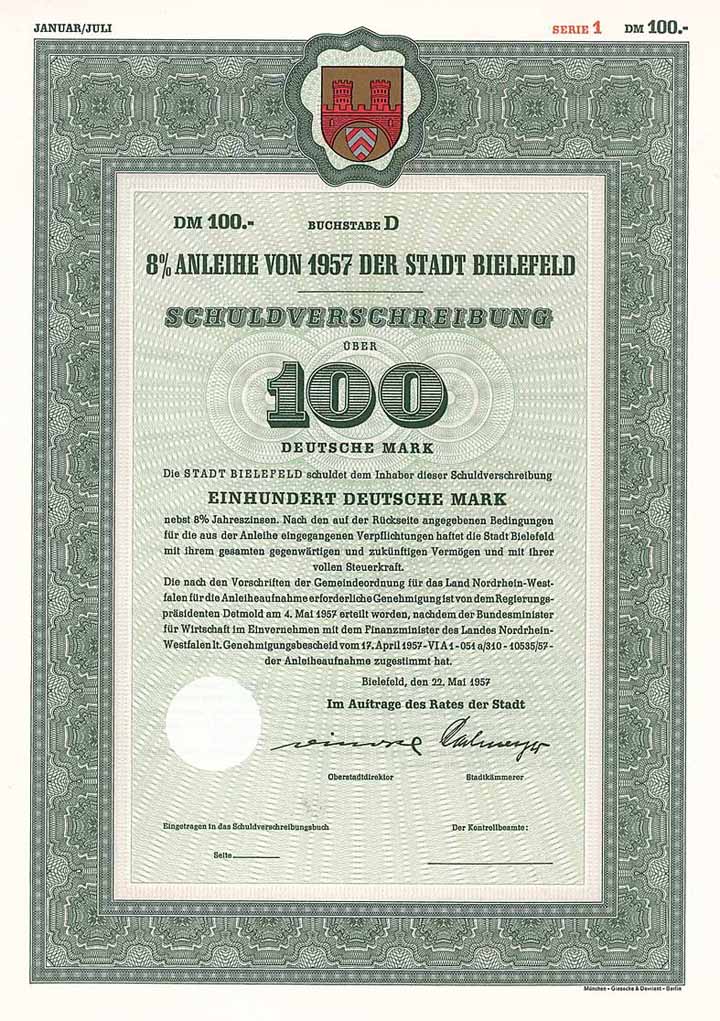 JANUAR/JULI
SERIE 1 DM 100.-
DM 100.- BUCHSTABE D
8% ANLEIHE VON 1957 DER STADT BIELEFELD
SCHULDVERSCHREIBUNG
ÜBER
100
DEUTSCHE MARK
Die STADT BIELEFELD schuldet dem Inhaber dieser Schuldverschreibung
EINHUNDERT DEUTSCHE MARK
nebst 8% Jahreszinsen. Nach den auf der Rückseite angegebenen Bedingungen
für die aus der Anleihe eingegangenen Verpflichtungen haftet die Stadt Bielefeld
mit ihrem gesamten gegenwärtigen und zukünftigen Vermögen und mit ihrer
vollen Steuerkraft.
Die nach den Vorschriften der Gemeindeordnung für das Land Nordrhein-West-
falen für die Anleiheaufnahme erforderliche Genehmigung ist von dem Regierungs-
präsidenten Detmold am 4. Mai 1957 erteilt worden, nachdem der Bundesminister
für Wirtschaft im Einvernehmen mit dem Finanzminister des Landes Nordrhein-
Westfalen lt. Genehmigungsbescheid vom 17. April 1957 - VI A 1 - 051 a/310 - 10535/57 -
der Anleiheaufnahme zugestimmt hat.
Bielefeld, den 22. Mai 1957
Im Auftrage des Rates der Stadt
Oberstadtdirektor Stadtkämmerer
Eingetragen in das Schuldverschreibungsbuch Der Kontrollbeamte:
Seite
München - Giesecke & Devrient - Berlin